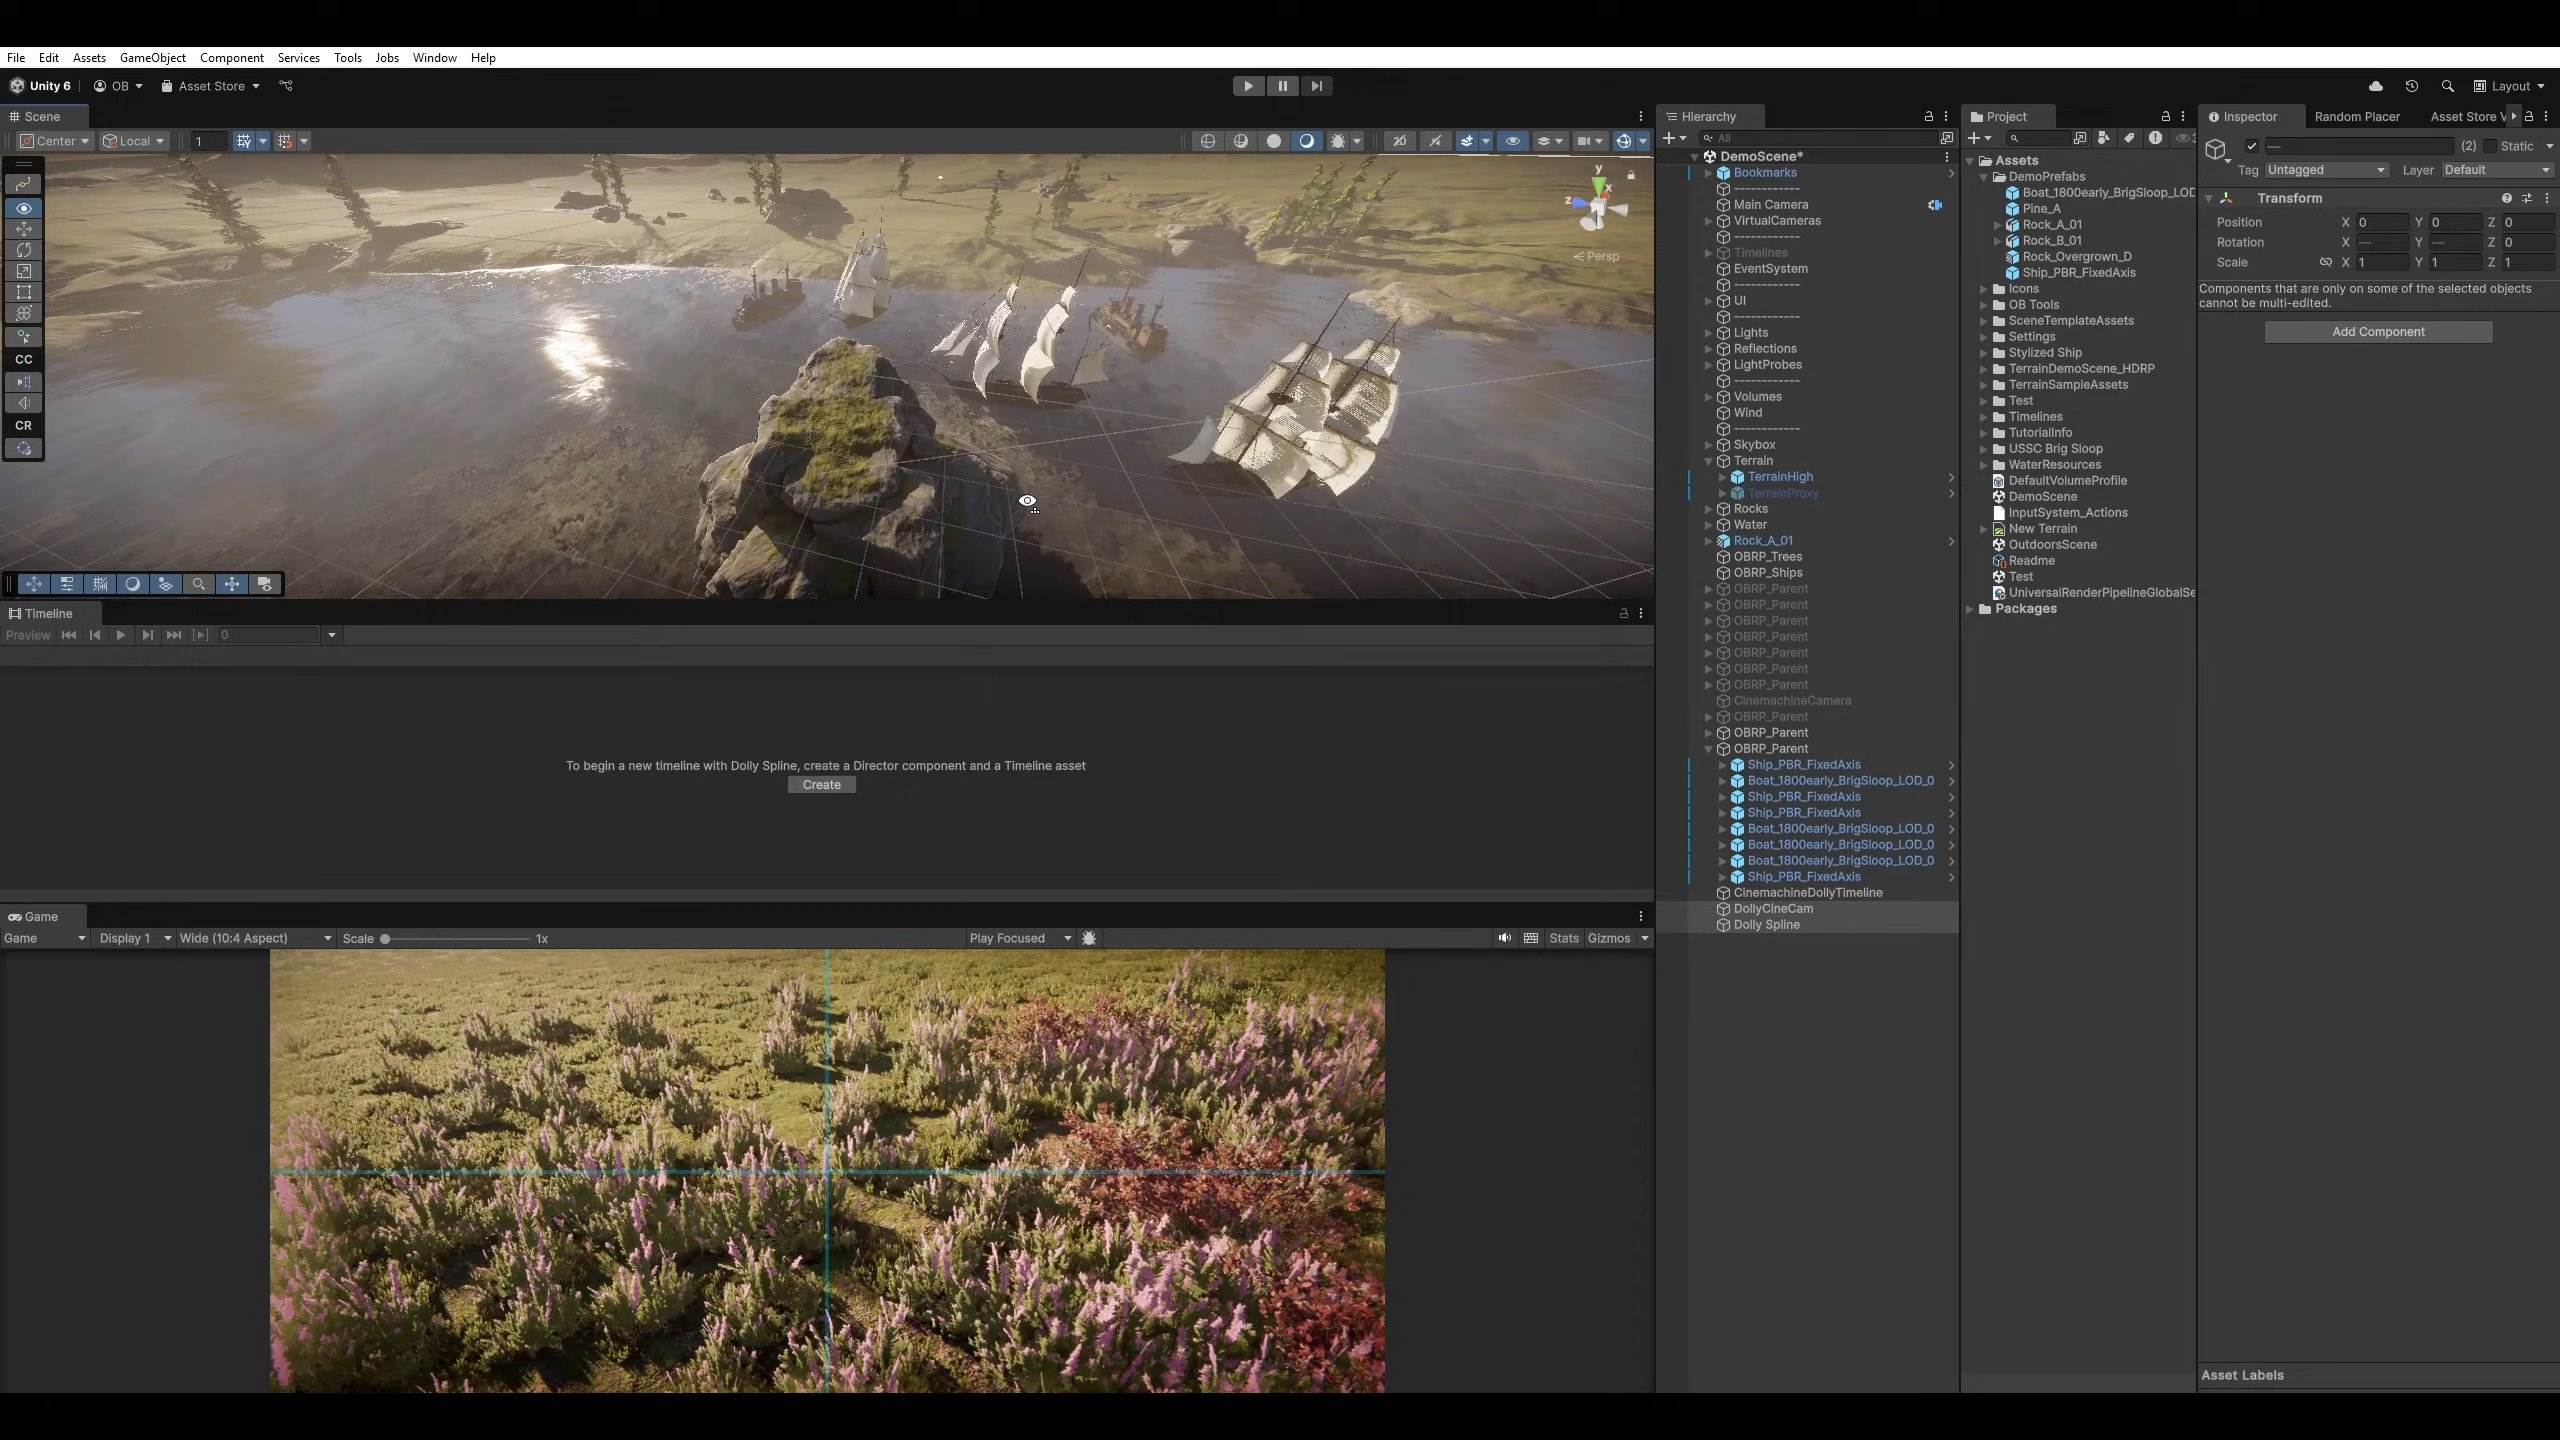 File Edit Assets GameObject Component Services Tools Jobs Window Help
Unity 6 OB Asset Store Layout
Scene
Center Local 1 2D
y
x
z
Persp
CC
CR
Timeline
Preview 0
To begin a new timeline with Dolly Spline, create a Director component and a Timeline asset
Create
Game
Game Display 1 Wide (10:4 Aspect) Scale 1x Play Focused Stats Gizmos
Hierarchy
All
DemoScene*
Bookmarks
------------
Main Camera
VirtualCameras
------------
Timelines
EventSystem
------------
UI
------------
Lights
Reflections
LightProbes
------------
Volumes
Wind
------------
Skybox
Terrain
TerrainHigh
TerrainProxy
Rocks
Water
Rock_A_01
OBRP_Trees
OBRP_Ships
OBRP_Parent
OBRP_Parent
OBRP_Parent
OBRP_Parent
OBRP_Parent
OBRP_Parent
OBRP_Parent
CinemachineCamera
OBRP_Parent
OBRP_Parent
OBRP_Parent
Ship_PBR_FixedAxis
Boat_1800early_BrigSloop_LOD_0
Ship_PBR_FixedAxis
Ship_PBR_FixedAxis
Boat_1800early_BrigSloop_LOD_0
Boat_1800early_BrigSloop_LOD_0
Boat_1800early_BrigSloop_LOD_0
Ship_PBR_FixedAxis
CinemachineDollyTimeline
DollyCineCam
Dolly Spline
Project
Assets
DemoPrefabs
Boat_1800early_BrigSloop_LOD
Pine_A
Rock_A_01
Rock_B_01
Rock_Overgrown_D
Ship_PBR_FixedAxis
Icons
OB Tools
SceneTemplateAssets
Settings
Stylized Ship
TerrainDemoScene_HDRP
TerrainSampleAssets
Test
Timelines
TutorialInfo
USSC Brig Sloop
WaterResources
DefaultVolumeProfile
DemoScene
InputSystem_Actions
New Terrain
OutdoorsScene
Readme
Test
UniversalRenderPipelineGlobalSe
Packages
Inspector Random Placer Asset Store V
— (2) Static
Tag Untagged Layer Default
Transform
Position X 0 Y 0 Z 0
Rotation X — Y — Z 0
Scale X 1 Y 1 Z 1
Components that are only on some of the selected objects
cannot be multi-edited.
Add Component
Asset Labels